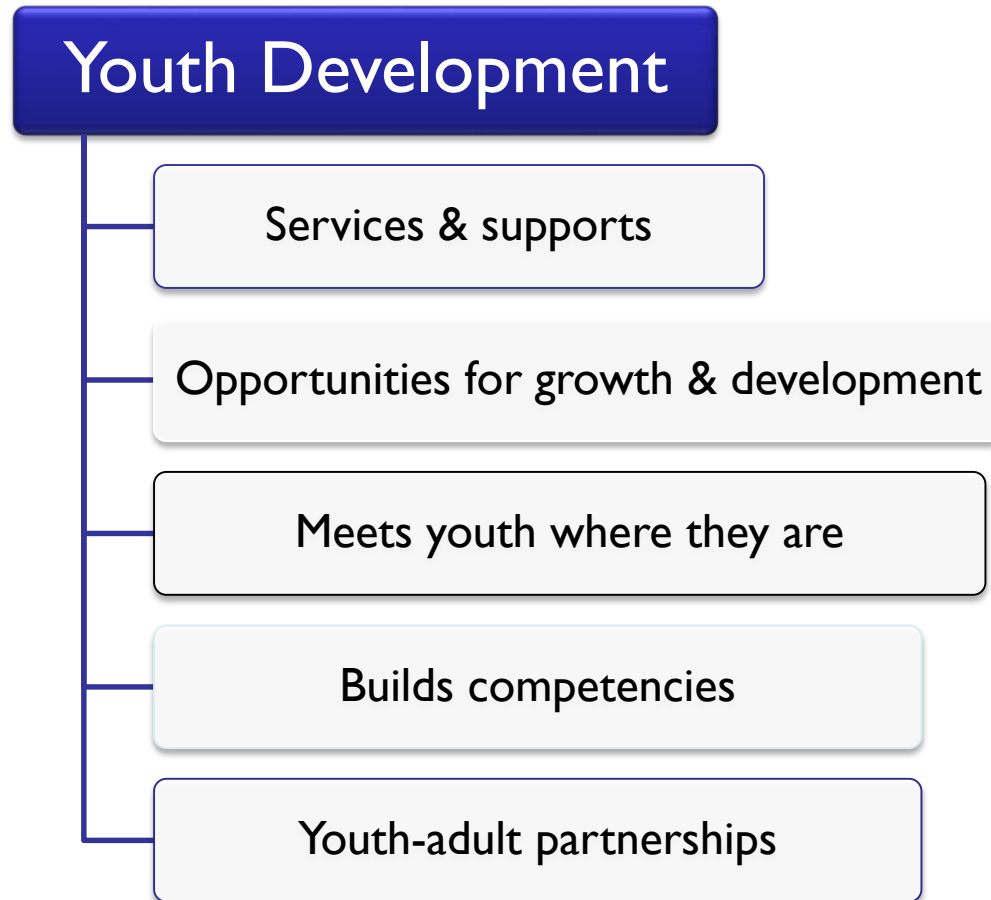 Youth Development
Services & supports
Opportunities for growth & development
Meets youth where they are
Builds competencies
Youth-adult partnerships